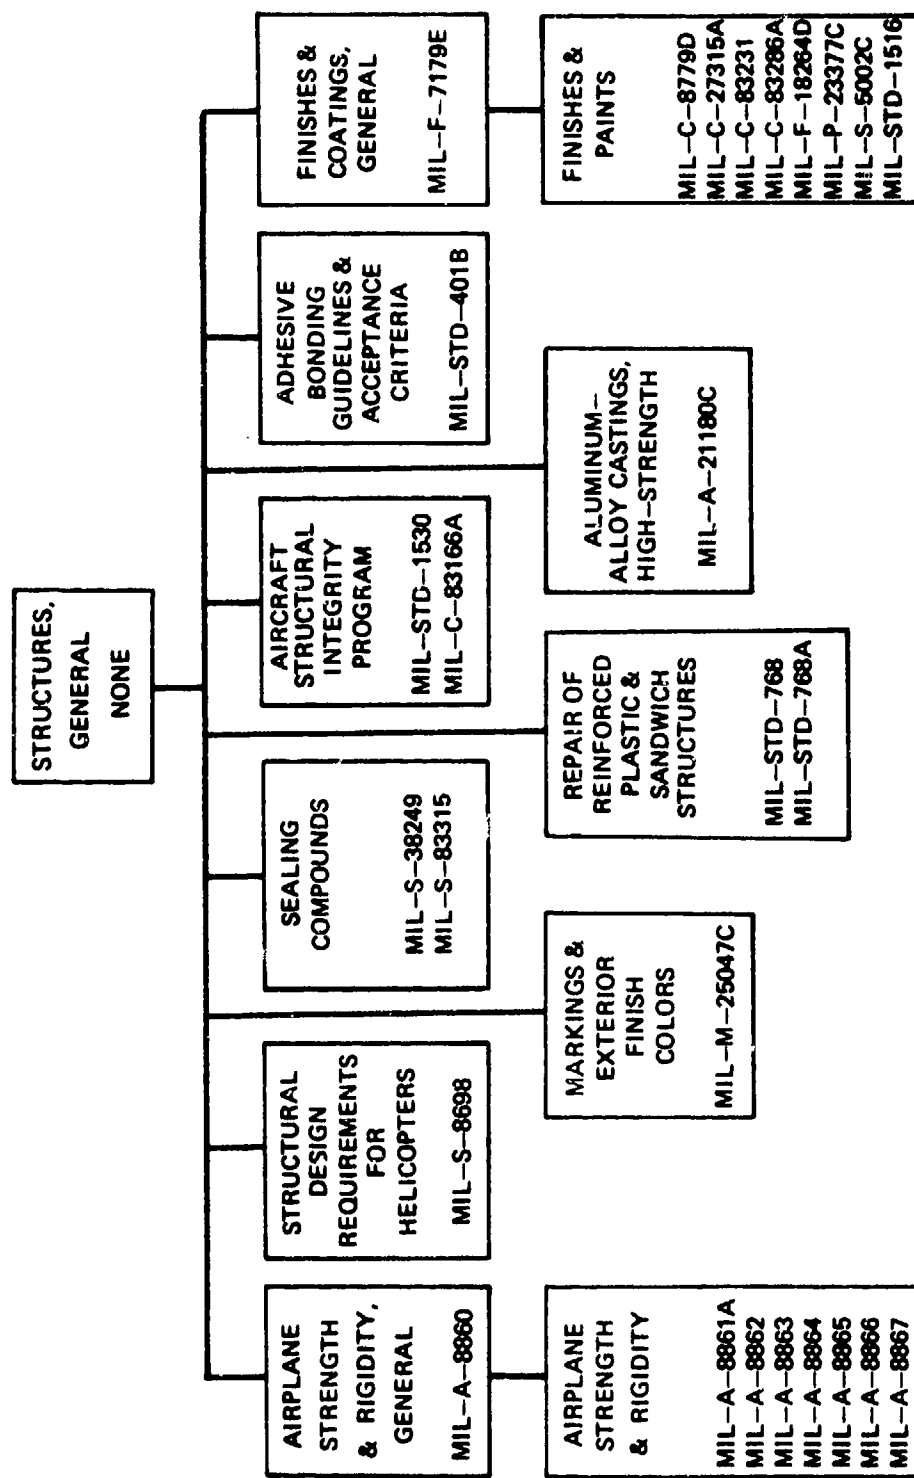 STRUCTURES,
GENERAL
NONE
AIRPLANE
STRENGTH
& RIGIDITY,
GENERAL
MIL-A-8860
STRUCTURAL
DESIGN
REQUIREMENTS
FOR
HELICOPTERS
MIL-S-8698
SEALING
COMPOUNDS
MIL-S-38249
MIL-S-83315
AIRCRAFT
STRUCTURAL
INTEGRITY
PROGRAM
MIL-STD-1530
MIL-C-83166A
ADHESIVE
BONDING
GUIDELINES &
ACCEPTANCE
CRITERIA
MIL-STD-401B
FINISHES &
COATINGS,
GENERAL
MIL-F-7179E
AIRPLANE
STRENGTH
& RIGIDITY
MIL-A-8861A
MIL-A-8862
MIL-A-8863
MIL-A-8864
MIL-A-8865
MIL-A-8866
MIL-A-8867
MARKINGS &
EXTERIOR
FINISH
COLORS
MIL-M-25047C
REPAIR OF
REINFORCED
PLASTIC &
SANDWICH
STRUCTURES
MIL-STD-768
MIL-STD-768A
ALUMINUM-
ALLOY CASTINGS,
HIGH-STRENGTH
MIL-A-21180C
FINISHES &
PAINTS
MIL-C-8779D
MIL-C-27315A
MIL-C-83231
MIL-C-83286A
MIL-F-18264D
MIL-P-23377C
MIL-S-5002C
MIL-STD-1516